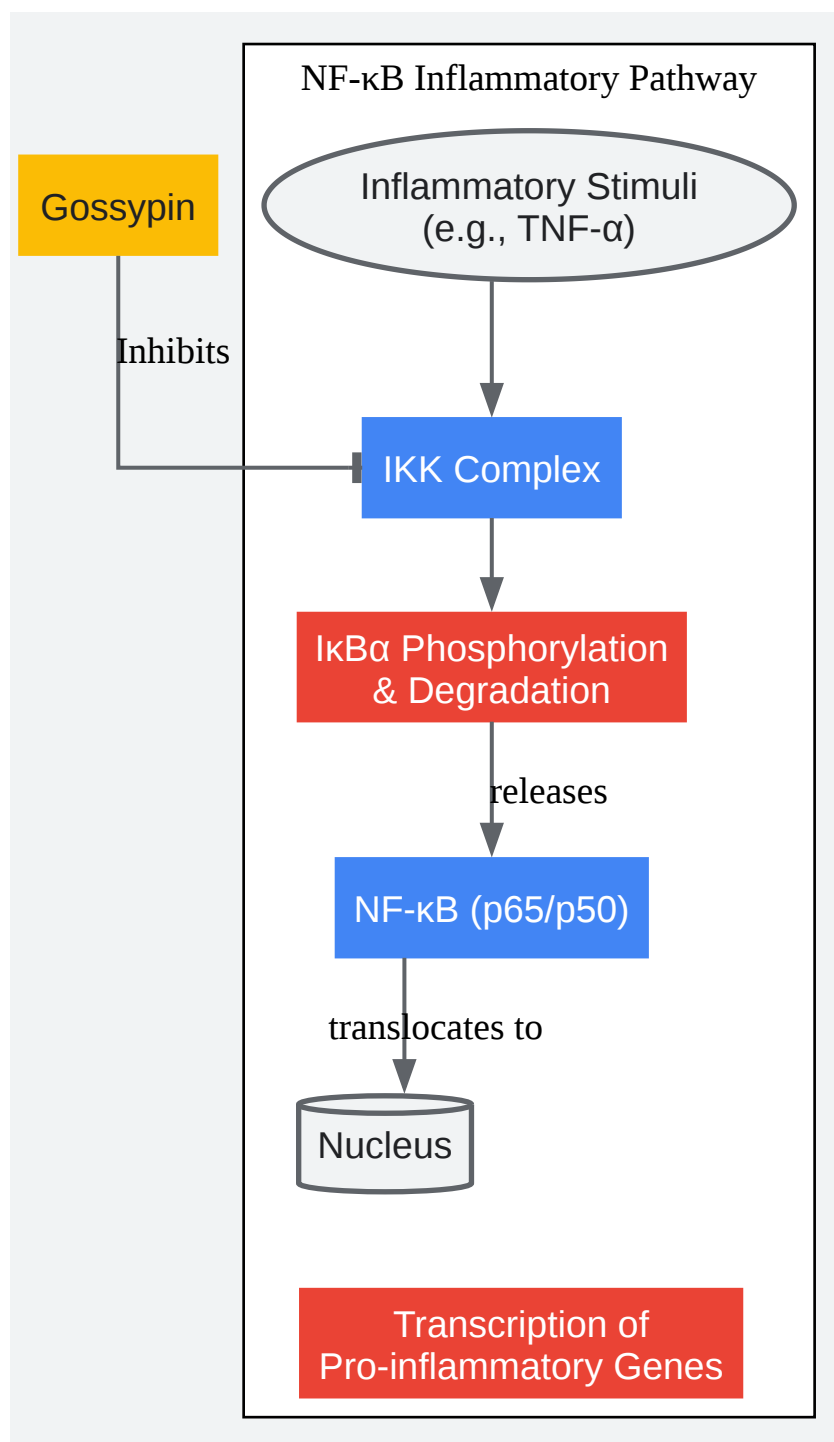 NF-κB Inflammatory Pathway
Gossypin
Inflammatory Stimuli
(e.g., TNF-α)
Inhibits
IKK Complex
IκBα Phosphorylation
& Degradation
releases
NF-κB (p65/p50)
translocates to
Nucleus
Transcription of
Pro-inflammatory Genes